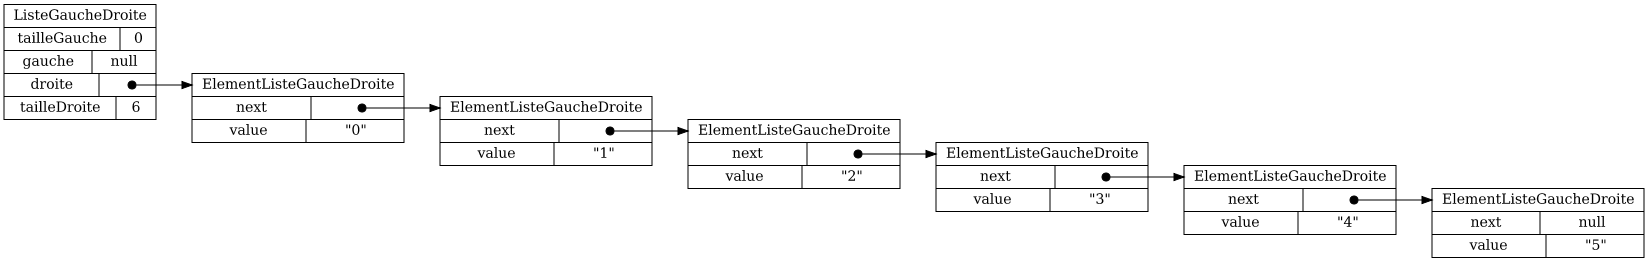 ListeGaucheDroite
tailleGauche 0
gauche null
droite
tailleDroite 6
ElementListeGaucheDroite
next
value "0"
ElementListeGaucheDroite
next
value "1"
ElementListeGaucheDroite
next
value "2"
ElementListeGaucheDroite
next
value "3"
ElementListeGaucheDroite
next
value "4"
ElementListeGaucheDroite
next null
value "5"